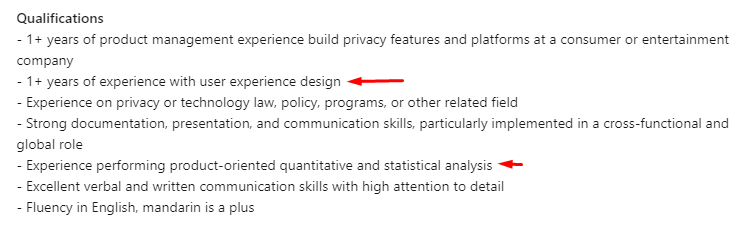 Qualifications
- 1+ years of product management experience build privacy features and platforms at a consumer or entertainment
company
- 1+ years of experience with user experience design
- Experience on privacy or technology law, policy, programs, or other related field
- Strong documentation, presentation, and communication skills, particularly implemented in a cross-functional and
global role
- Experience performing product-oriented quantitative and statistical analysis
- Excellent verbal and written communication skills with high attention to detail
- Fluency in English, mandarin is a plus